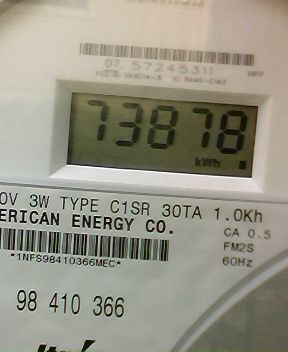 07 57245311
73878
kWh
0V 3W TYPE C1SR 30TA 1.0Kh
ERICAN ENERGY CO.
CA 0.5
FM2S
*1NFS98410366MEC*
60Hz
98 410 366